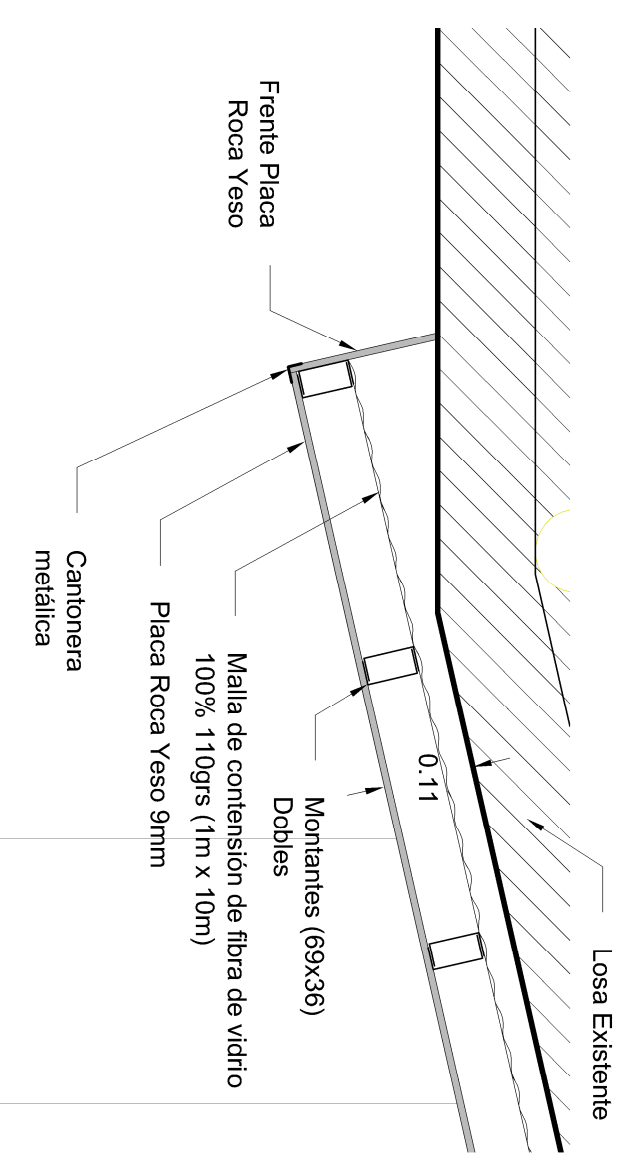 Losa Existente
0.11
Frente Placa
Roca Yeso
Montantes (69x36)
Dobles
Malla de contensión de fibra de vidrio
100% 110grs (1m x 10m)
Placa Roca Yeso 9mm
Cantonera
metálica